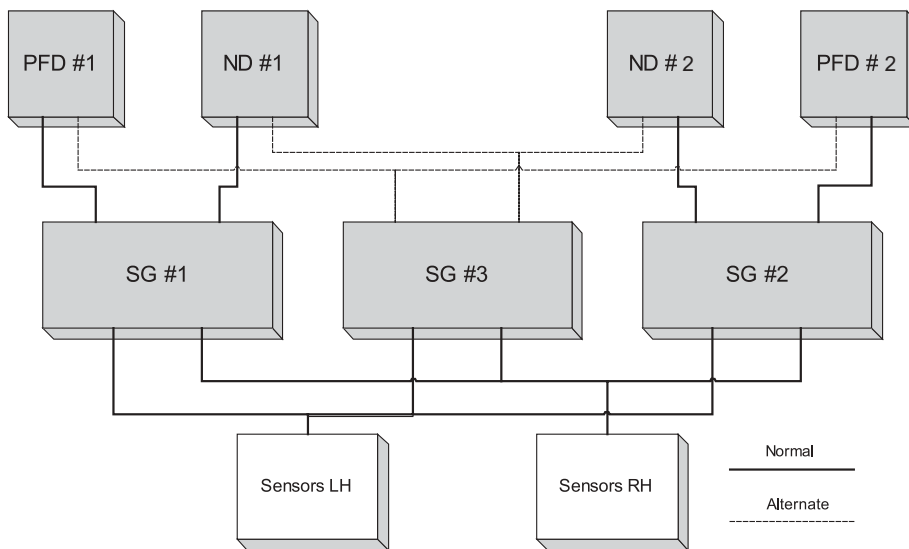 PFD #1
ND #1
ND # 2
PFD # 2
SG #1
SG #3
SG #2
Sensors LH
Sensors RH
Normal
Alternate